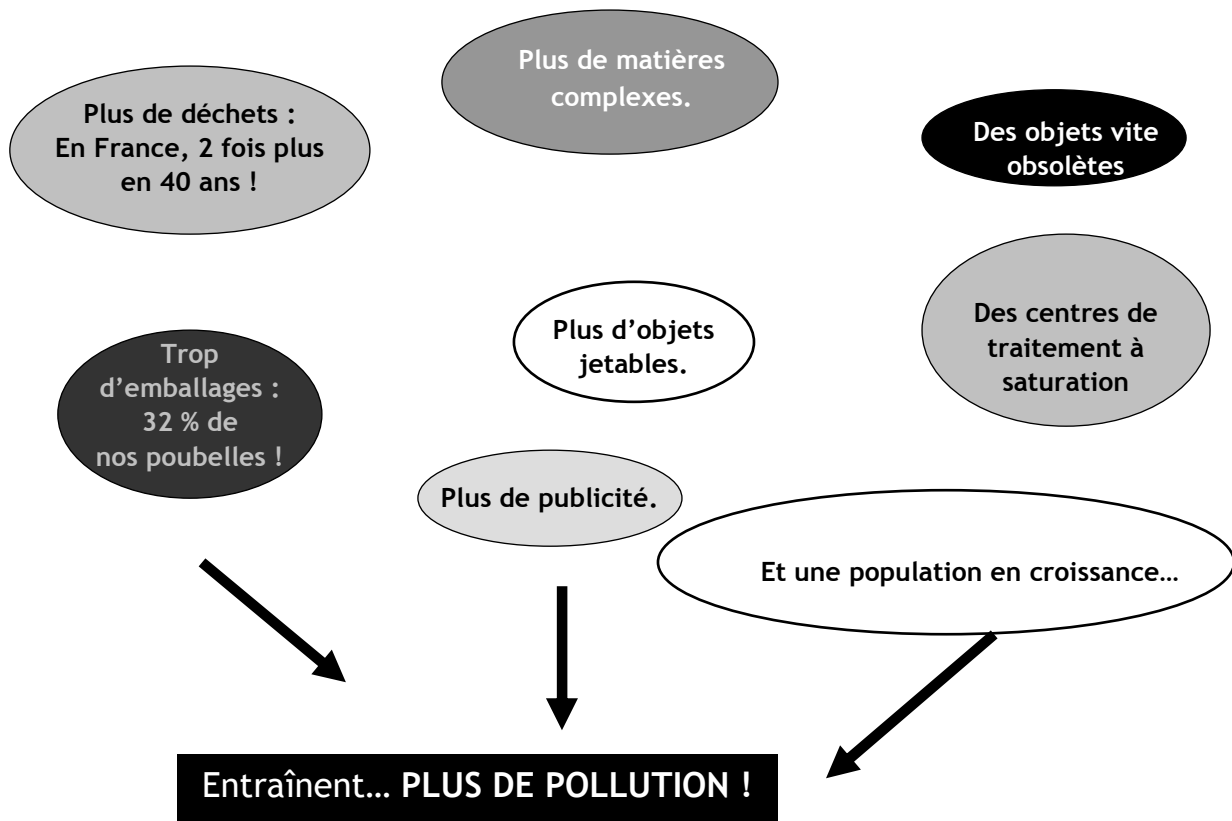 Plus de matières
complexes.
Plus de déchets :
En France, 2 fois plus
en 40 ans !
Des objets vite
obsolètes
Plus d’objets
jetables.
Des centres de
traitement à
saturation
Trop
d’emballages :
32 % de
nos poubelles !
Plus de publicité.
Et une population en croissance…
Entraînent… PLUS DE POLLUTION !